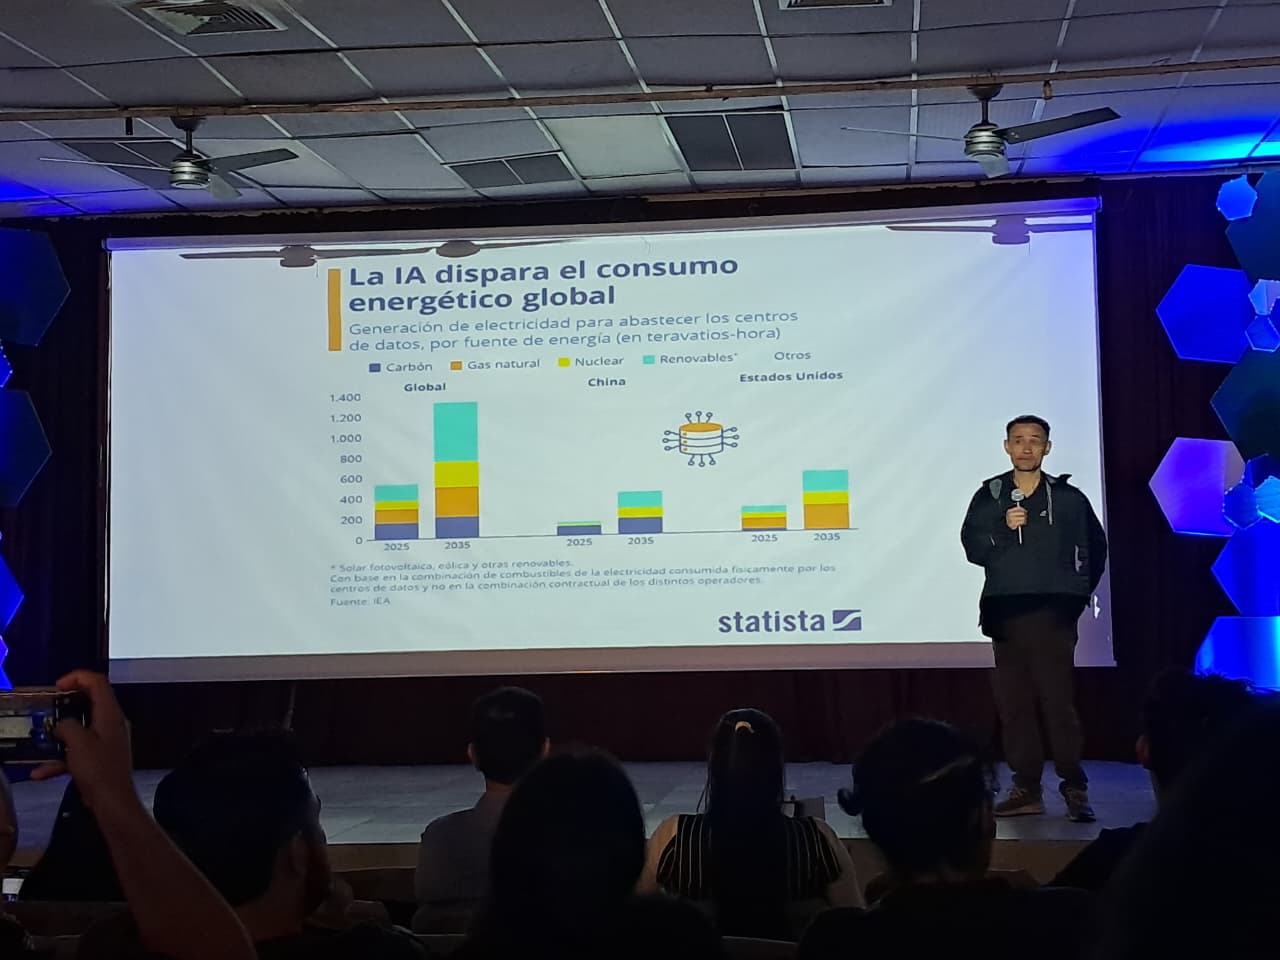 La IA dispara el consumo
energético global
Generación de electricidad para abastecer los centros
de datos, por fuente de energía (en teravatios-hora)
Carbón Gas natural Nuclear Renovables* Otros
Global China Estados Unidos
1.400
1.200
1.000
800
600
400
200
0
2025 2035 2025 2035 2025 2035
* Solar fotovoltaica, eólica y otras renovables.
Con base en la combinación de combustibles de la electricidad consumida físicamente por los
centros de datos y no en la combinación contractual de los distintos operadores.
Fuente: IEA
statista